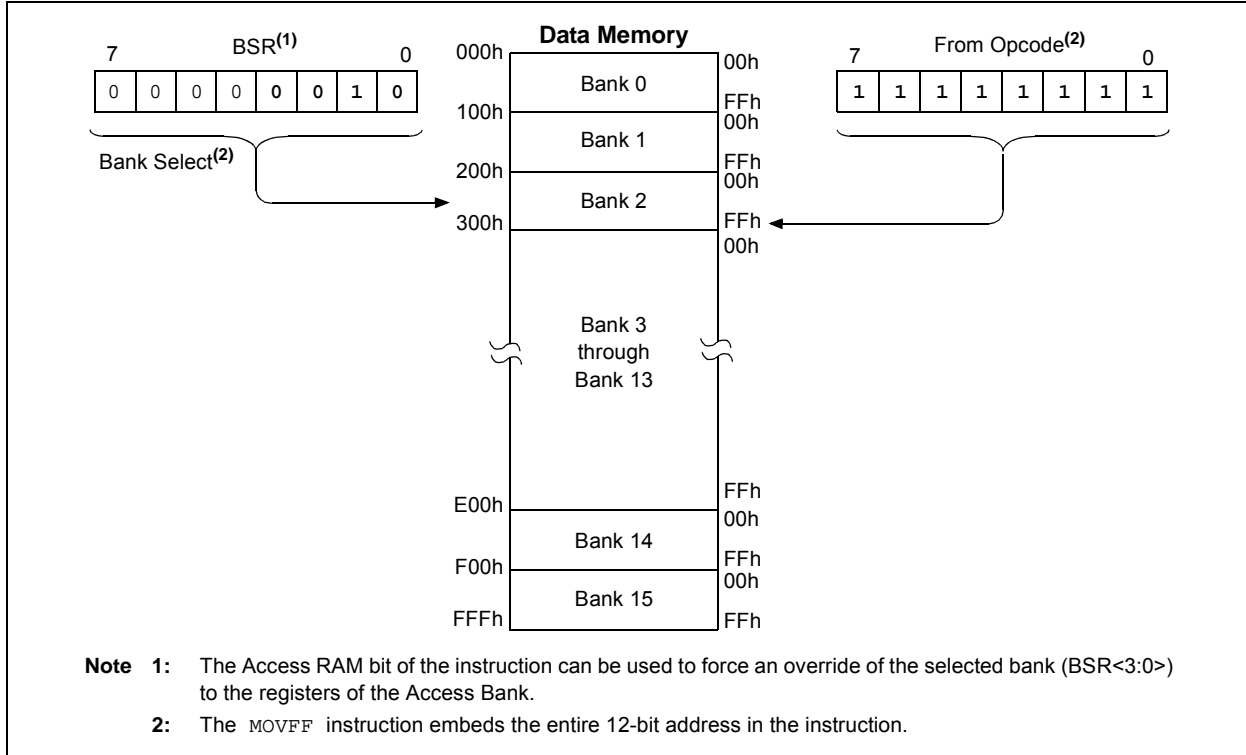 Data Memory
7 BSR(1) 0
0 0 0 0 0 0 1 0
Bank Select(2)
From Opcode(2)
7 0
1 1 1 1 1 1 1 1
000h
Bank 0
00h
FFh
100h
Bank 1
00h
FFh
200h
Bank 2
00h
FFh
300h
00h
Bank 3
through
Bank 13
FFh
E00h
Bank 14
00h
FFh
F00h
Bank 15
00h
FFFh
FFh
Note 1: The Access RAM bit of the instruction can be used to force an override of the selected bank (BSR<3:0>)
to the registers of the Access Bank.
2: The MOVFF instruction embeds the entire 12-bit address in the instruction.